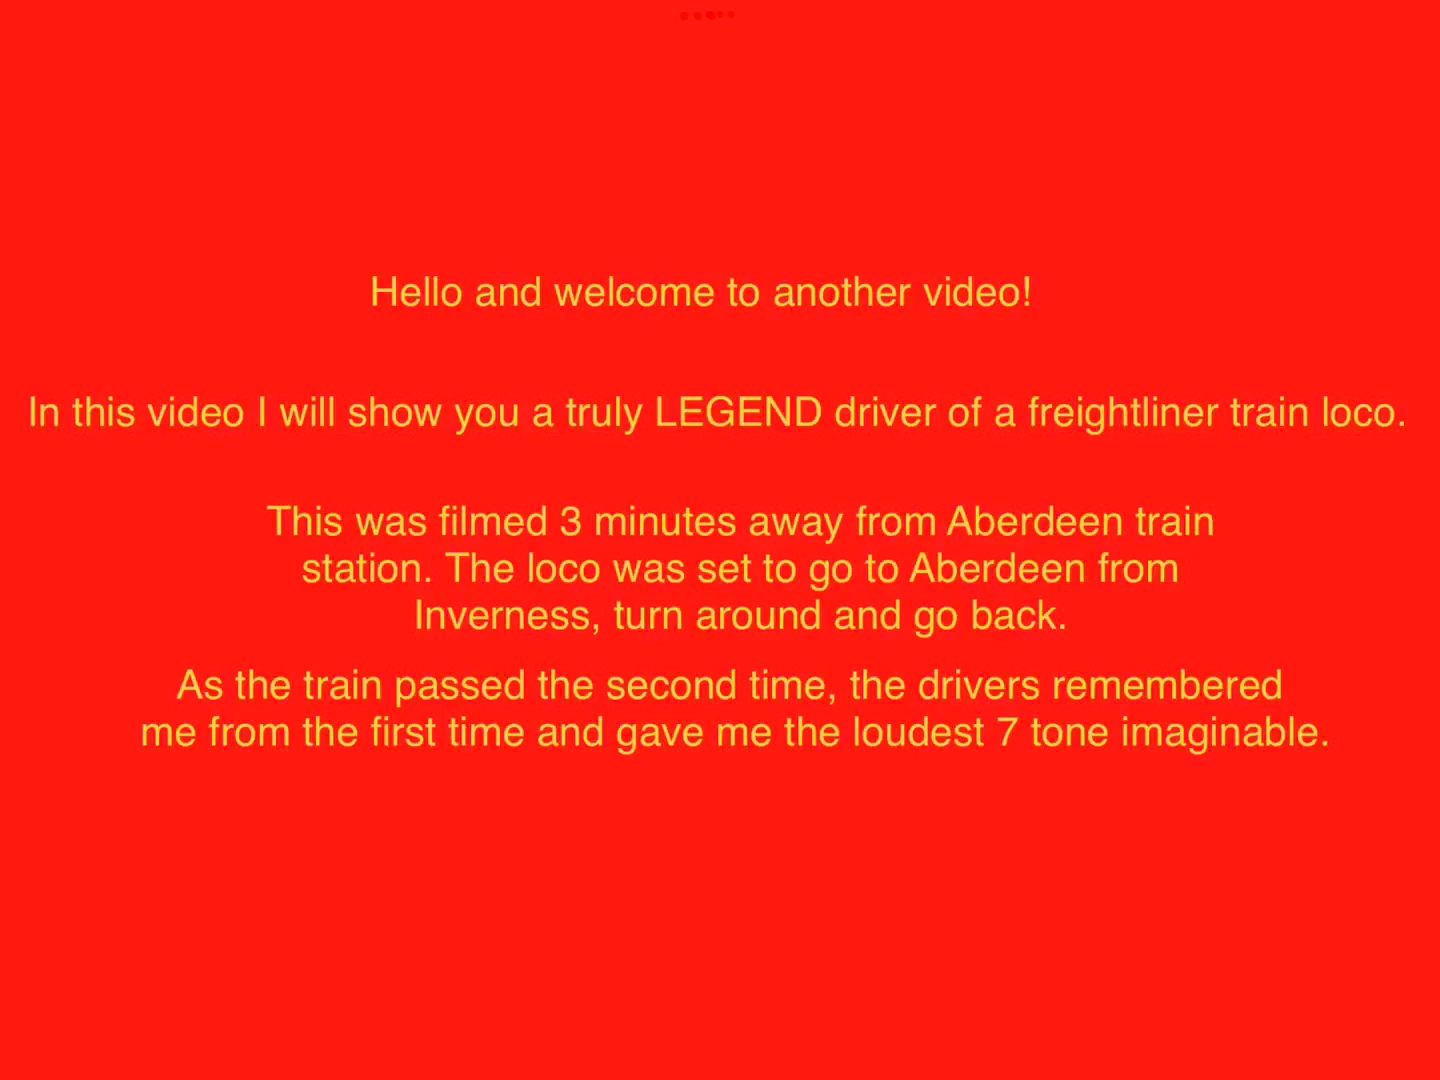 Hello and welcome to another video!
In this video I will show you a truly LEGEND driver of a freightliner train loco.
This was filmed 3 minutes away from Aberdeen train
station. The loco was set to go to Aberdeen from
Inverness, turn around and go back.
As the train passed the second time, the drivers remembered
me from the first time and gave me the loudest 7 tone imaginable.